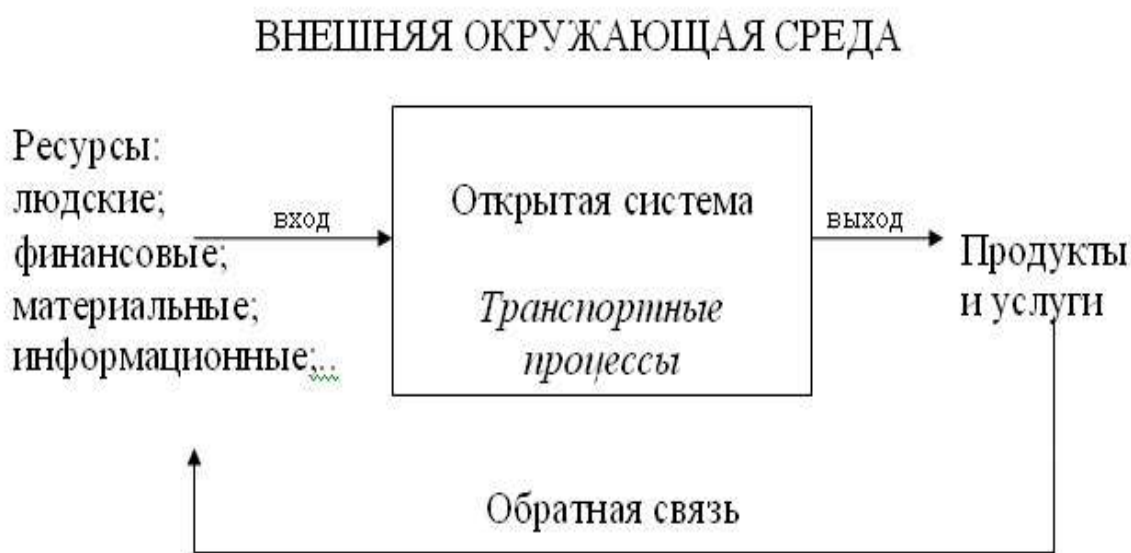 ВНЕШНЯЯ ОКРУЖАЮЩАЯ СРЕДА
Ресурсы:
людские;
финансовые;
материальные;
информационные;..
вход
Открытая система
Транспортные
процессы
выход
Продукты
и услуги
Обратная связь